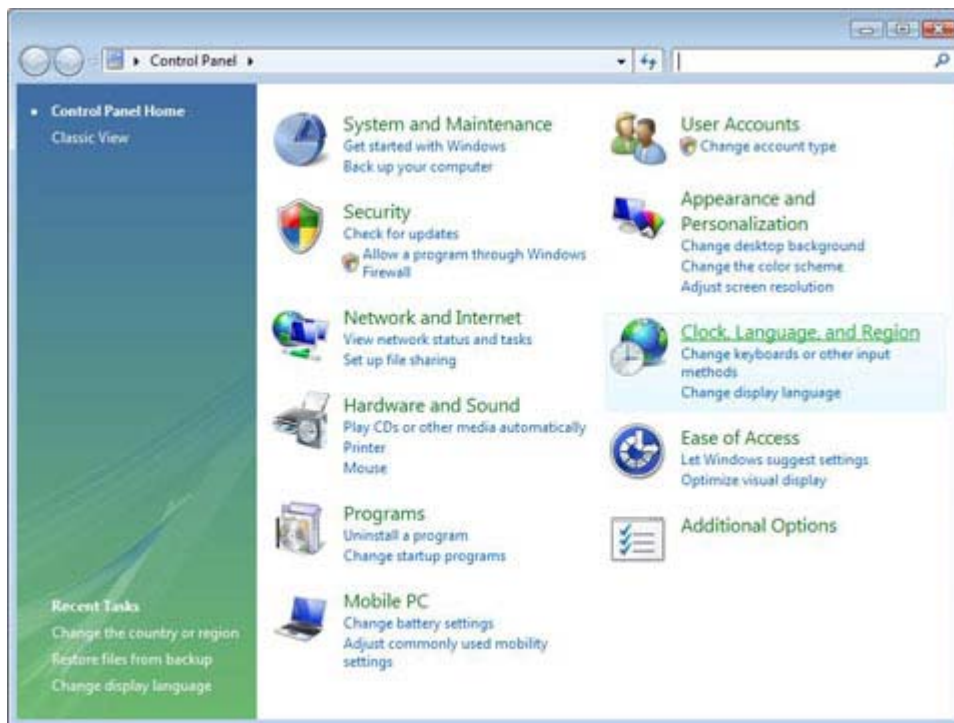 Control Panel
Control Panel Home
Classic View
Recent Tasks
Change the country or region
Restore files from backup
Change display language
System and Maintenance
Get started with Windows
Back up your computer
Security
Check for updates
Allow a program through Windows
Firewall
Network and Internet
View network status and tasks
Set up file sharing
Hardware and Sound
Play CDs or other media automatically
Printer
Mouse
Programs
Uninstall a program
Change startup programs
Mobile PC
Change battery settings
Adjust commonly used mobility
settings
User Accounts
Change account type
Appearance and
Personalization
Change desktop background
Change the color scheme
Adjust screen resolution
Clock, Language, and Region
Change keyboards or other input
methods
Change display language
Ease of Access
Let Windows suggest settings
Optimize visual display
Additional Options